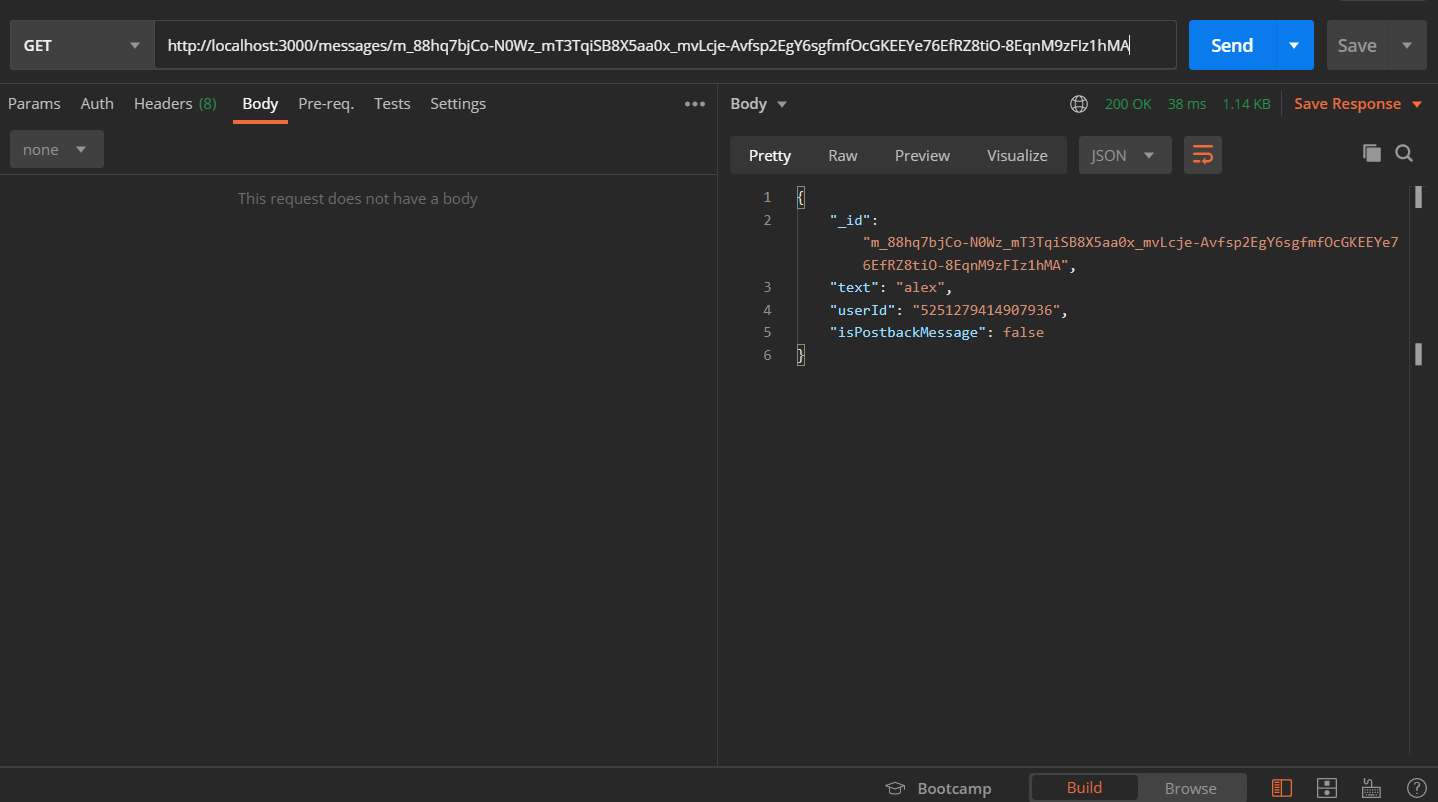 GET
http://localhost:3000/messages/m_88hq7bjCo-N0Wz_mT3TqiSB8X5aa0x_mvLcje-Avfsp2EgY6sgfmfOcGKEEYe76EfRZ8tiO-8EqnM9zFIz1hMA
Send
Save
Params Auth Headers (8) Body Pre-req. Tests Settings
none
This request does not have a body
Body
200 OK 38 ms 1.14 KB Save Response
Pretty Raw Preview Visualize JSON
1 {
2 "_id":
"m_88hq7bjCo-N0Wz_mT3TqiSB8X5aa0x_mvLcje-Avfsp2EgY6sgfmfOcGKEEYe7
6EfRZ8tiO-8EqnM9zFIz1hMA",
3 "text": "alex",
4 "userId": "5251279414907936",
5 "isPostbackMessage": false
6 }
Bootcamp Build Browse